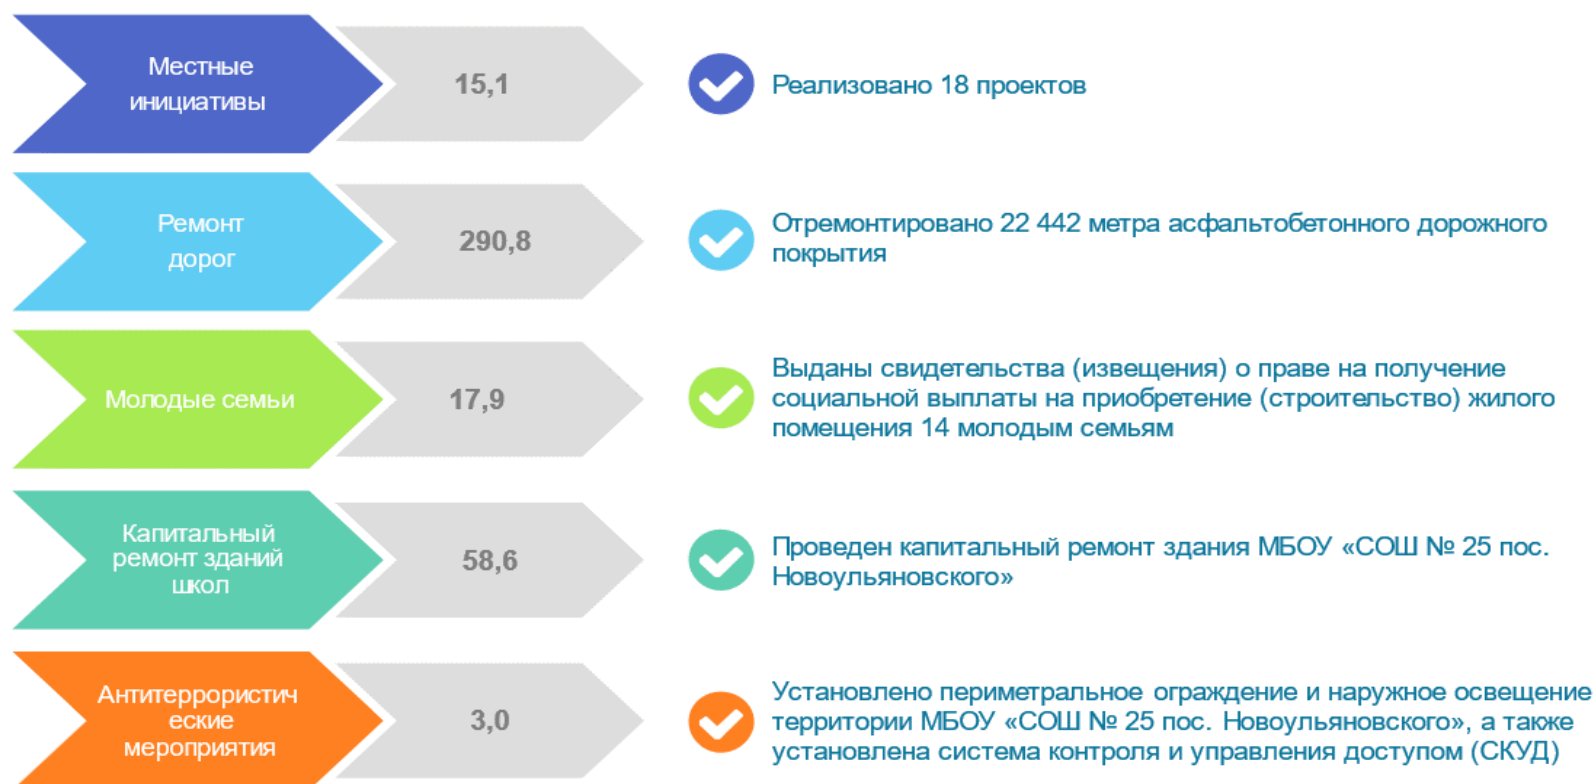 Местные
инициативы
15,1
Реализовано 18 проектов
Ремонт
дорог
290,8
Отремонтировано 22 442 метра асфальтобетонного дорожного
покрытия
Молодые семьи
17,9
Выданы свидетельства (извещения) о праве на получение
социальной выплаты на приобретение (строительство) жилого
помещения 14 молодым семьям
Капитальный
ремонт зданий
школ
58,6
Проведен капитальный ремонт здания МБОУ «СОШ № 25 пос.
Новоульяновского»
Антитеррористич
еские
мероприятия
3,0
Установлено периметральное ограждение и наружное освещение
территории МБОУ «СОШ № 25 пос. Новоульяновского», а также
установлена система контроля и управления доступом (СКУД)